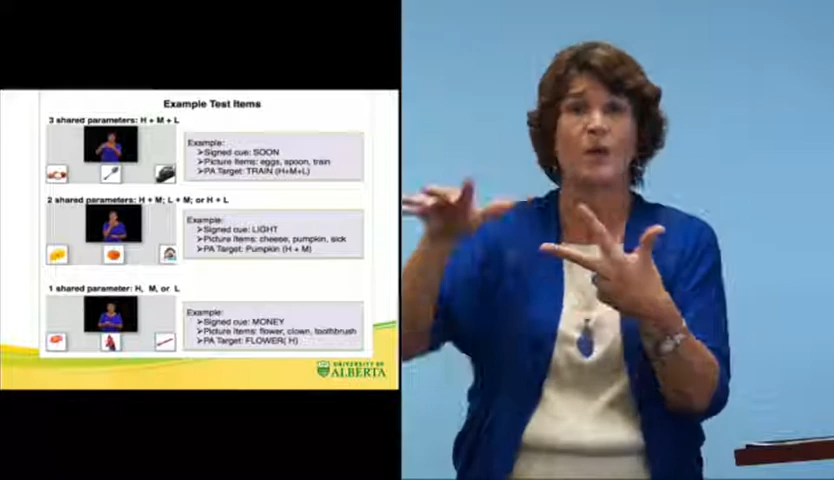 Example Test Items
3 shared parameters: H + M + L
Example:
➢Signed cue: SOON
➢Picture items: eggs, spoon, train
➢PA Target: TRAIN (H+M+L)
2 shared parameters: H + M; L + M; or H + L
Example:
➢Signed cue: LIGHT
➢Picture items: cheese, pumpkin, sick
➢PA Target: Pumpkin (H + M)
1 shared parameter: H, M, or L
Example:
➢Signed cue: MONEY
➢Picture items: flower, clown, toothbrush
➢PA Target: FLOWER( H)
UNIVERSITY OF
ALBERTA